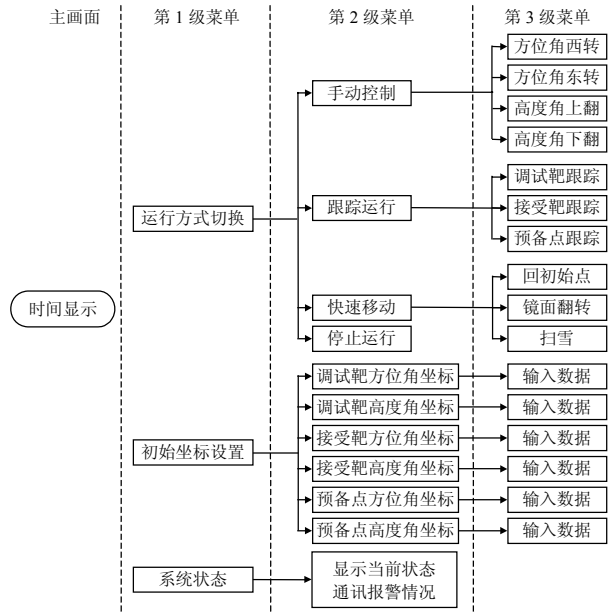 主画面
第 1 级菜单
第 2 级菜单
第 3 级菜单
时间显示
运行方式切换
手动控制
方位角西转
方位角东转
高度角上翻
高度角下翻
跟踪运行
调试靶跟踪
接受靶跟踪
预备点跟踪
快速移动
回初始点
镜面翻转
扫雪
停止运行
初始坐标设置
调试靶方位角坐标
输入数据
调试靶高度角坐标
输入数据
接受靶方位角坐标
输入数据
接受靶高度角坐标
输入数据
预备点方位角坐标
输入数据
预备点高度角坐标
输入数据
系统状态
显示当前状态
通讯报警情况